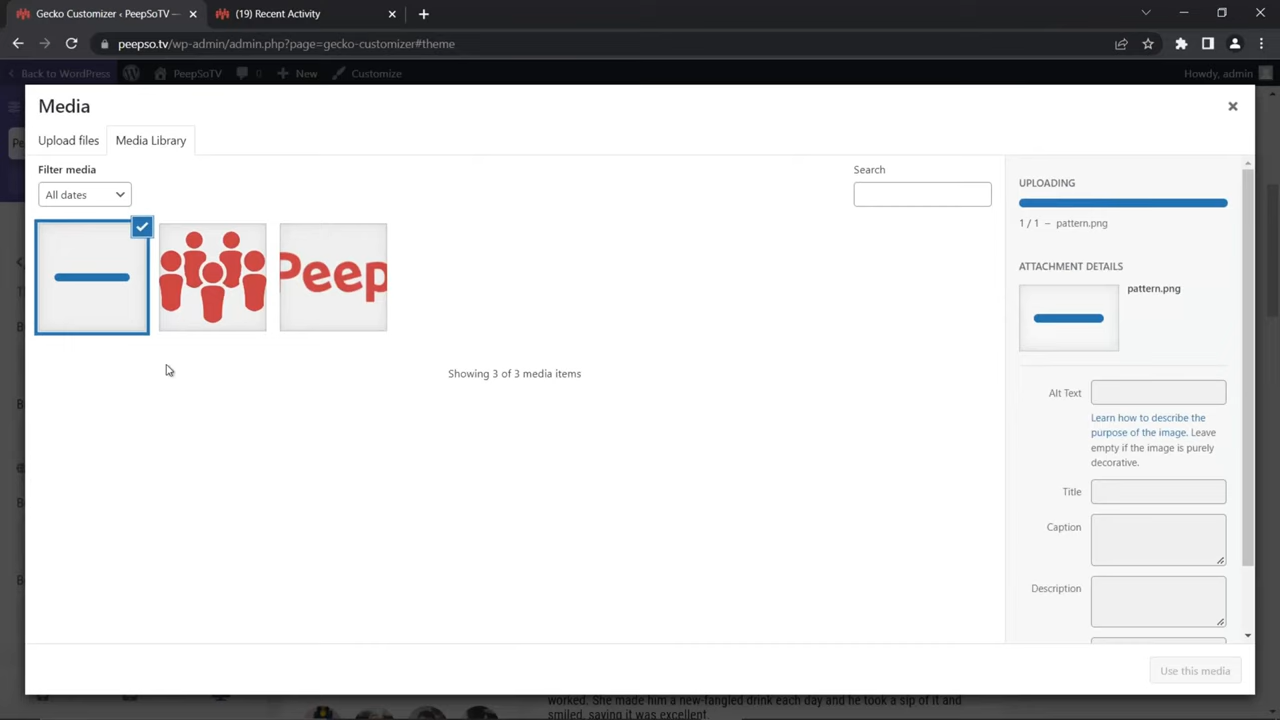 Gecko Customizer ‹ PeepSoTV —
(19) Recent Activity
peepso.tv/wp-admin/admin.php?page=gecko-customizer#theme
Back to WordPress
PeepSoTV
0
New
Customize
Howdy, admin
Media
Upload files
Media Library
Filter media
All dates
Search
Peep
Showing 3 of 3 media items
UPLOADING
1 / 1 – pattern.png
ATTACHMENT DETAILS
pattern.png
Alt Text
Learn how to describe the
purpose of the image. Leave
empty if the image is purely
decorative.
Title
Caption
Description
Use this media
worked. She made him a new-fangled drink each day and he took a sip of it and
smiled, saying it was excellent